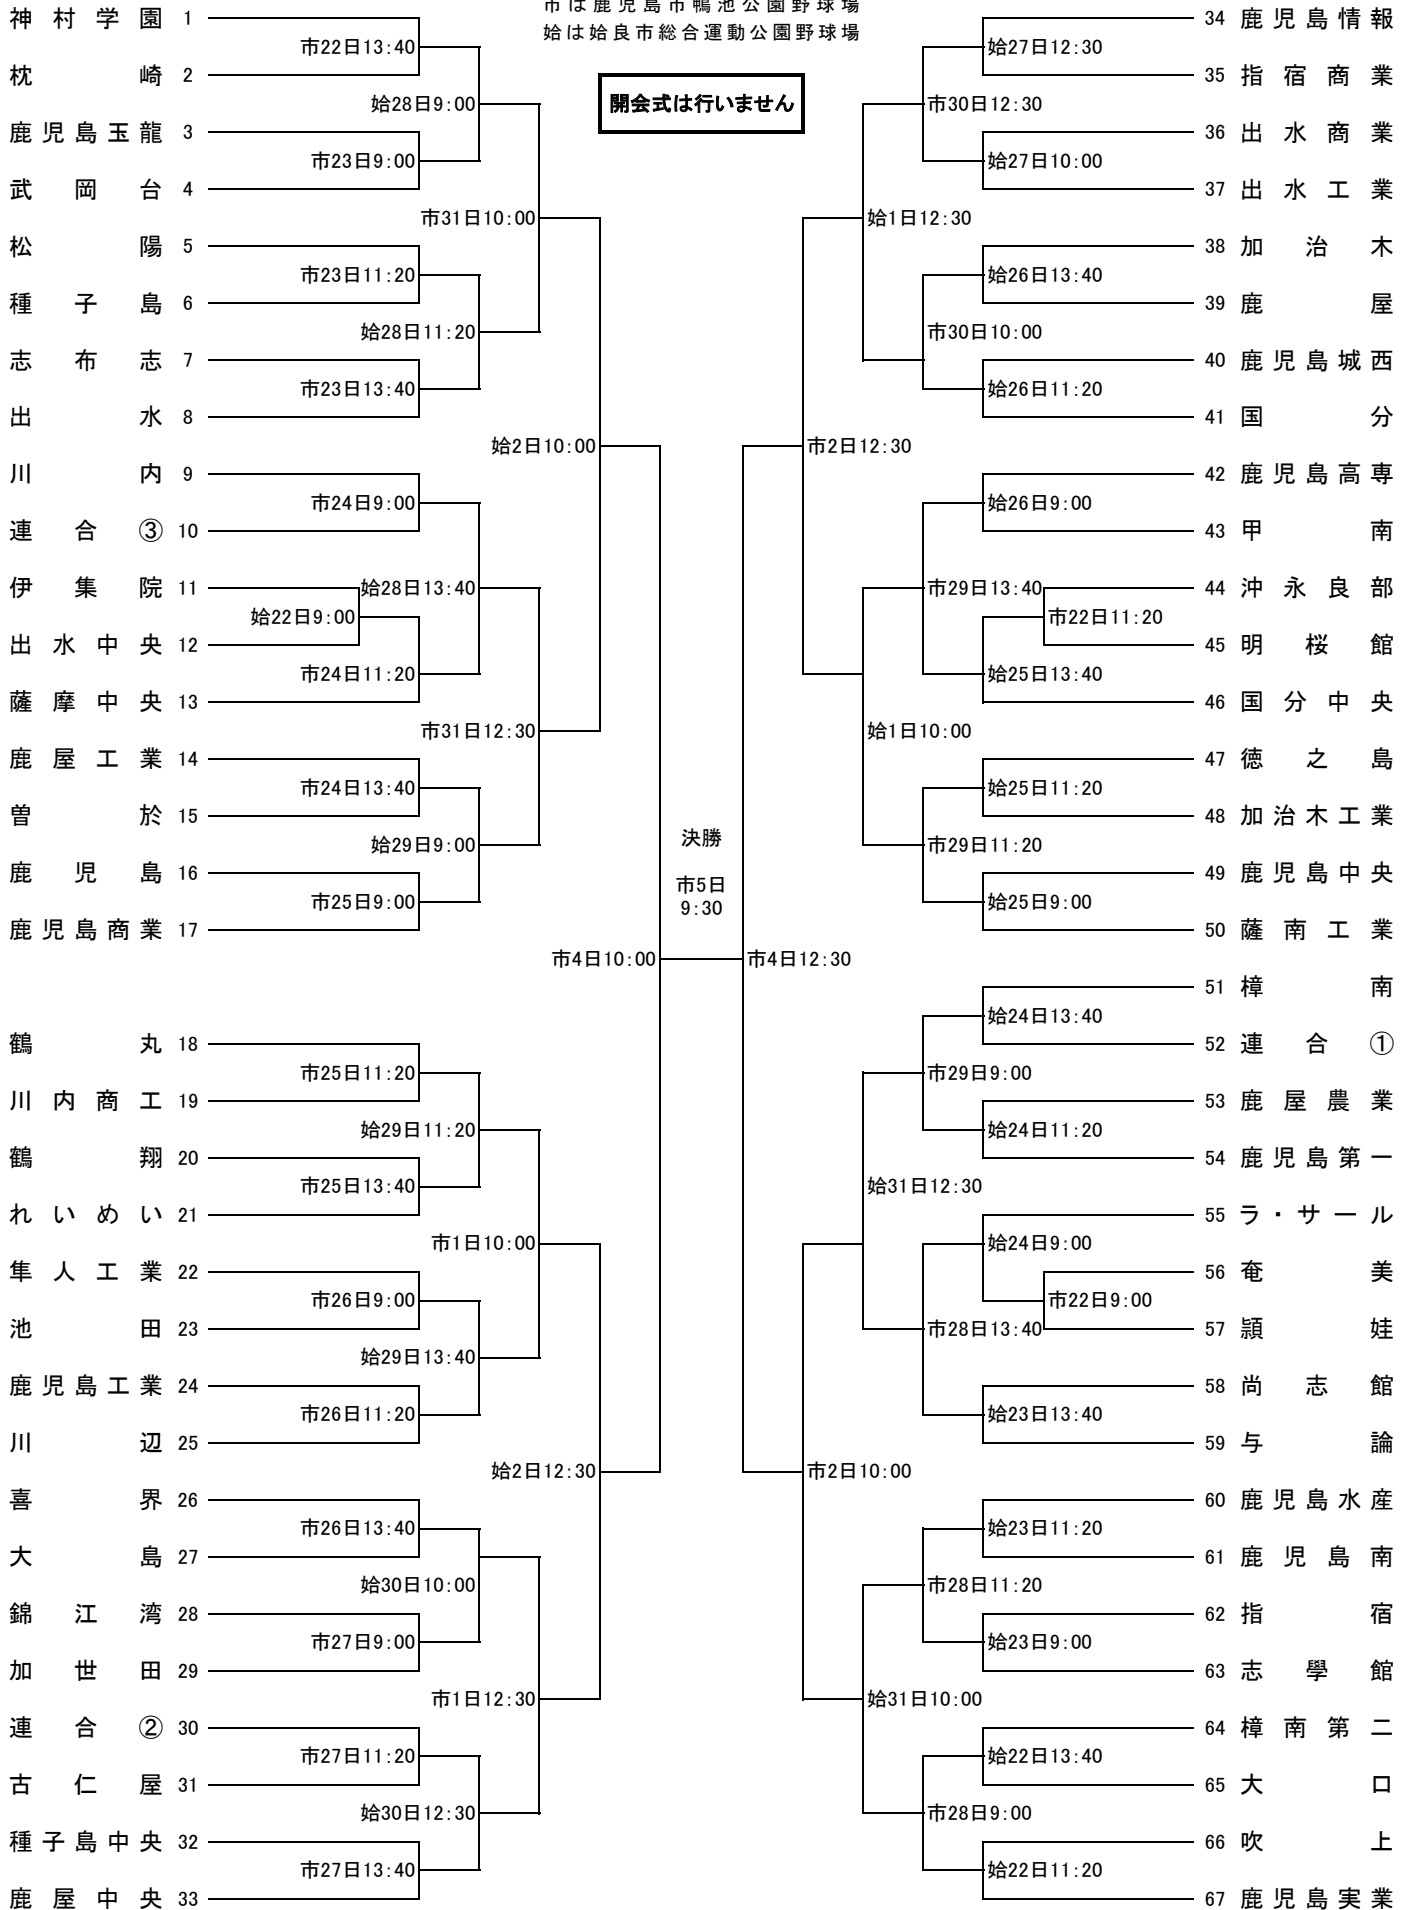 市は鹿児島市鴨池公園野球場
始は姶良市総合運動公園野球場
開会式は行いません
神村学園 1
市22日13:40
枕崎 2
始28日9:00
鹿児島玉龍 3
市23日9:00
武岡台 4
市31日10:00
松陽 5
市23日11:20
種子島 6
始28日11:20
志布志 7
市23日13:40
出水 8
始2日10:00
川内 9
市24日9:00
連合③ 10
始28日13:40
伊集院 11
始22日9:00
出水中央 12
市24日11:20
薩摩中央 13
市31日12:30
鹿屋工業 14
市24日13:40
曽於 15
始29日9:00
鹿児島 16
市25日9:00
鹿児島商業 17
市4日10:00
鶴丸 18
市25日11:20
川内商工 19
始29日11:20
鶴翔 20
市25日13:40
れいめい 21
市1日10:00
隼人工業 22
市26日9:00
池田 23
始29日13:40
鹿児島工業 24
市26日11:20
川辺 25
始2日12:30
喜界 26
市26日13:40
大島 27
始30日10:00
錦江湾 28
市27日9:00
加世田 29
市1日12:30
連合② 30
市27日11:20
古仁屋 31
始30日12:30
種子島中央 32
市27日13:40
鹿屋中央 33
決勝
市5日
9:30
34 鹿児島情報
始27日12:30
35 指宿商業
市30日12:30
36 出水商業
始27日10:00
37 出水工業
始1日12:30
38 加治木
始26日13:40
39 鹿屋
市30日10:00
40 鹿児島城西
始26日11:20
41 国分
市2日12:30
42 鹿児島高専
始26日9:00
43 甲南
市29日13:40
44 沖永良部
市22日11:20
45 明桜館
始25日13:40
46 国分中央
始1日10:00
47 徳之島
始25日11:20
48 加治木工業
市29日11:20
49 鹿児島中央
始25日9:00
50 薩南工業
市4日12:30
51 樟南
始24日13:40
52 連合①
市29日9:00
53 鹿屋農業
始24日11:20
54 鹿児島第一
始31日12:30
55 ラ・サール
始24日9:00
56 奄美
市22日9:00
57 頴娃
市28日13:40
58 尚志館
始23日13:40
59 与論
市2日10:00
60 鹿児島水産
始23日11:20
61 鹿児島南
市28日11:20
62 指宿
始23日9:00
63 志學館
始31日10:00
64 樟南第二
始22日13:40
65 大口
市28日9:00
66 吹上
始22日11:20
67 鹿児島実業